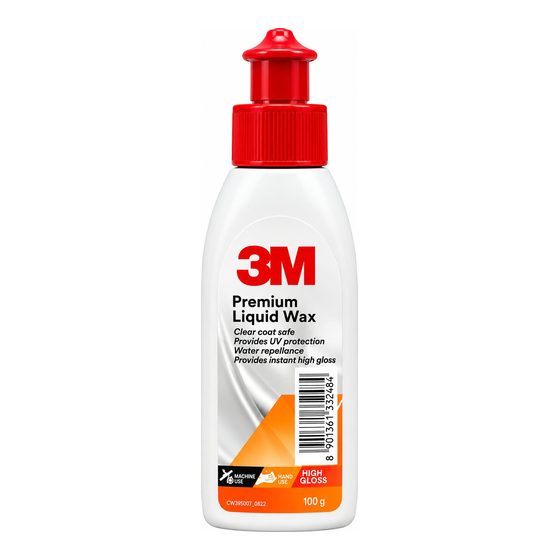 3M
Premium
Liquid Wax
Clear coat safe
Provides UV protection
Water repellance
Provides instant high gloss
8 901361 332484
MACHINE
USE
HAND
USE
HIGH
GLOSS
CW395007_0822
100 g